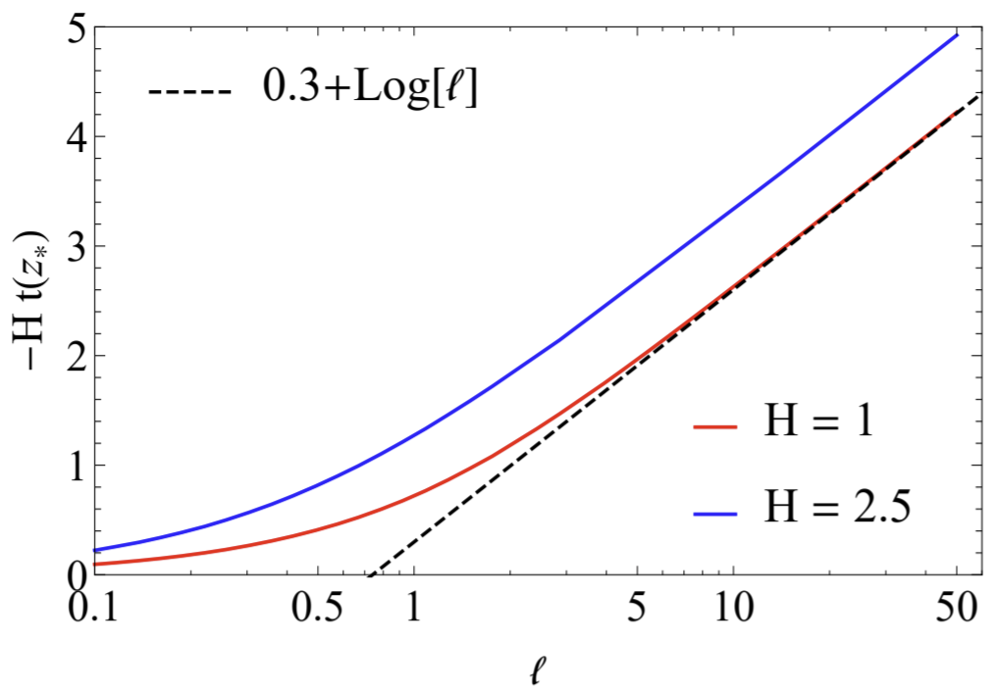 5
0.3+Log[ℓ]
4
3
−H t(z*)
2
H = 1
1
H = 2.5
0
0.1
0.5
1
5
10
50
ℓ